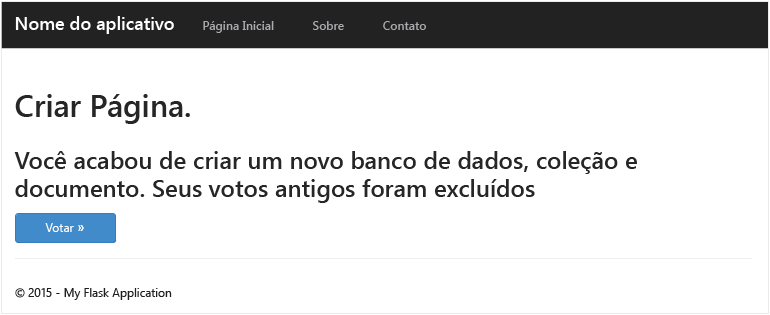 Nome do aplicativo Página Inicial Sobre Contato
Criar Página.
Você acabou de criar um novo banco de dados, coleção e
documento. Seus votos antigos foram excluídos
Votar »
© 2015 - My Flask Application